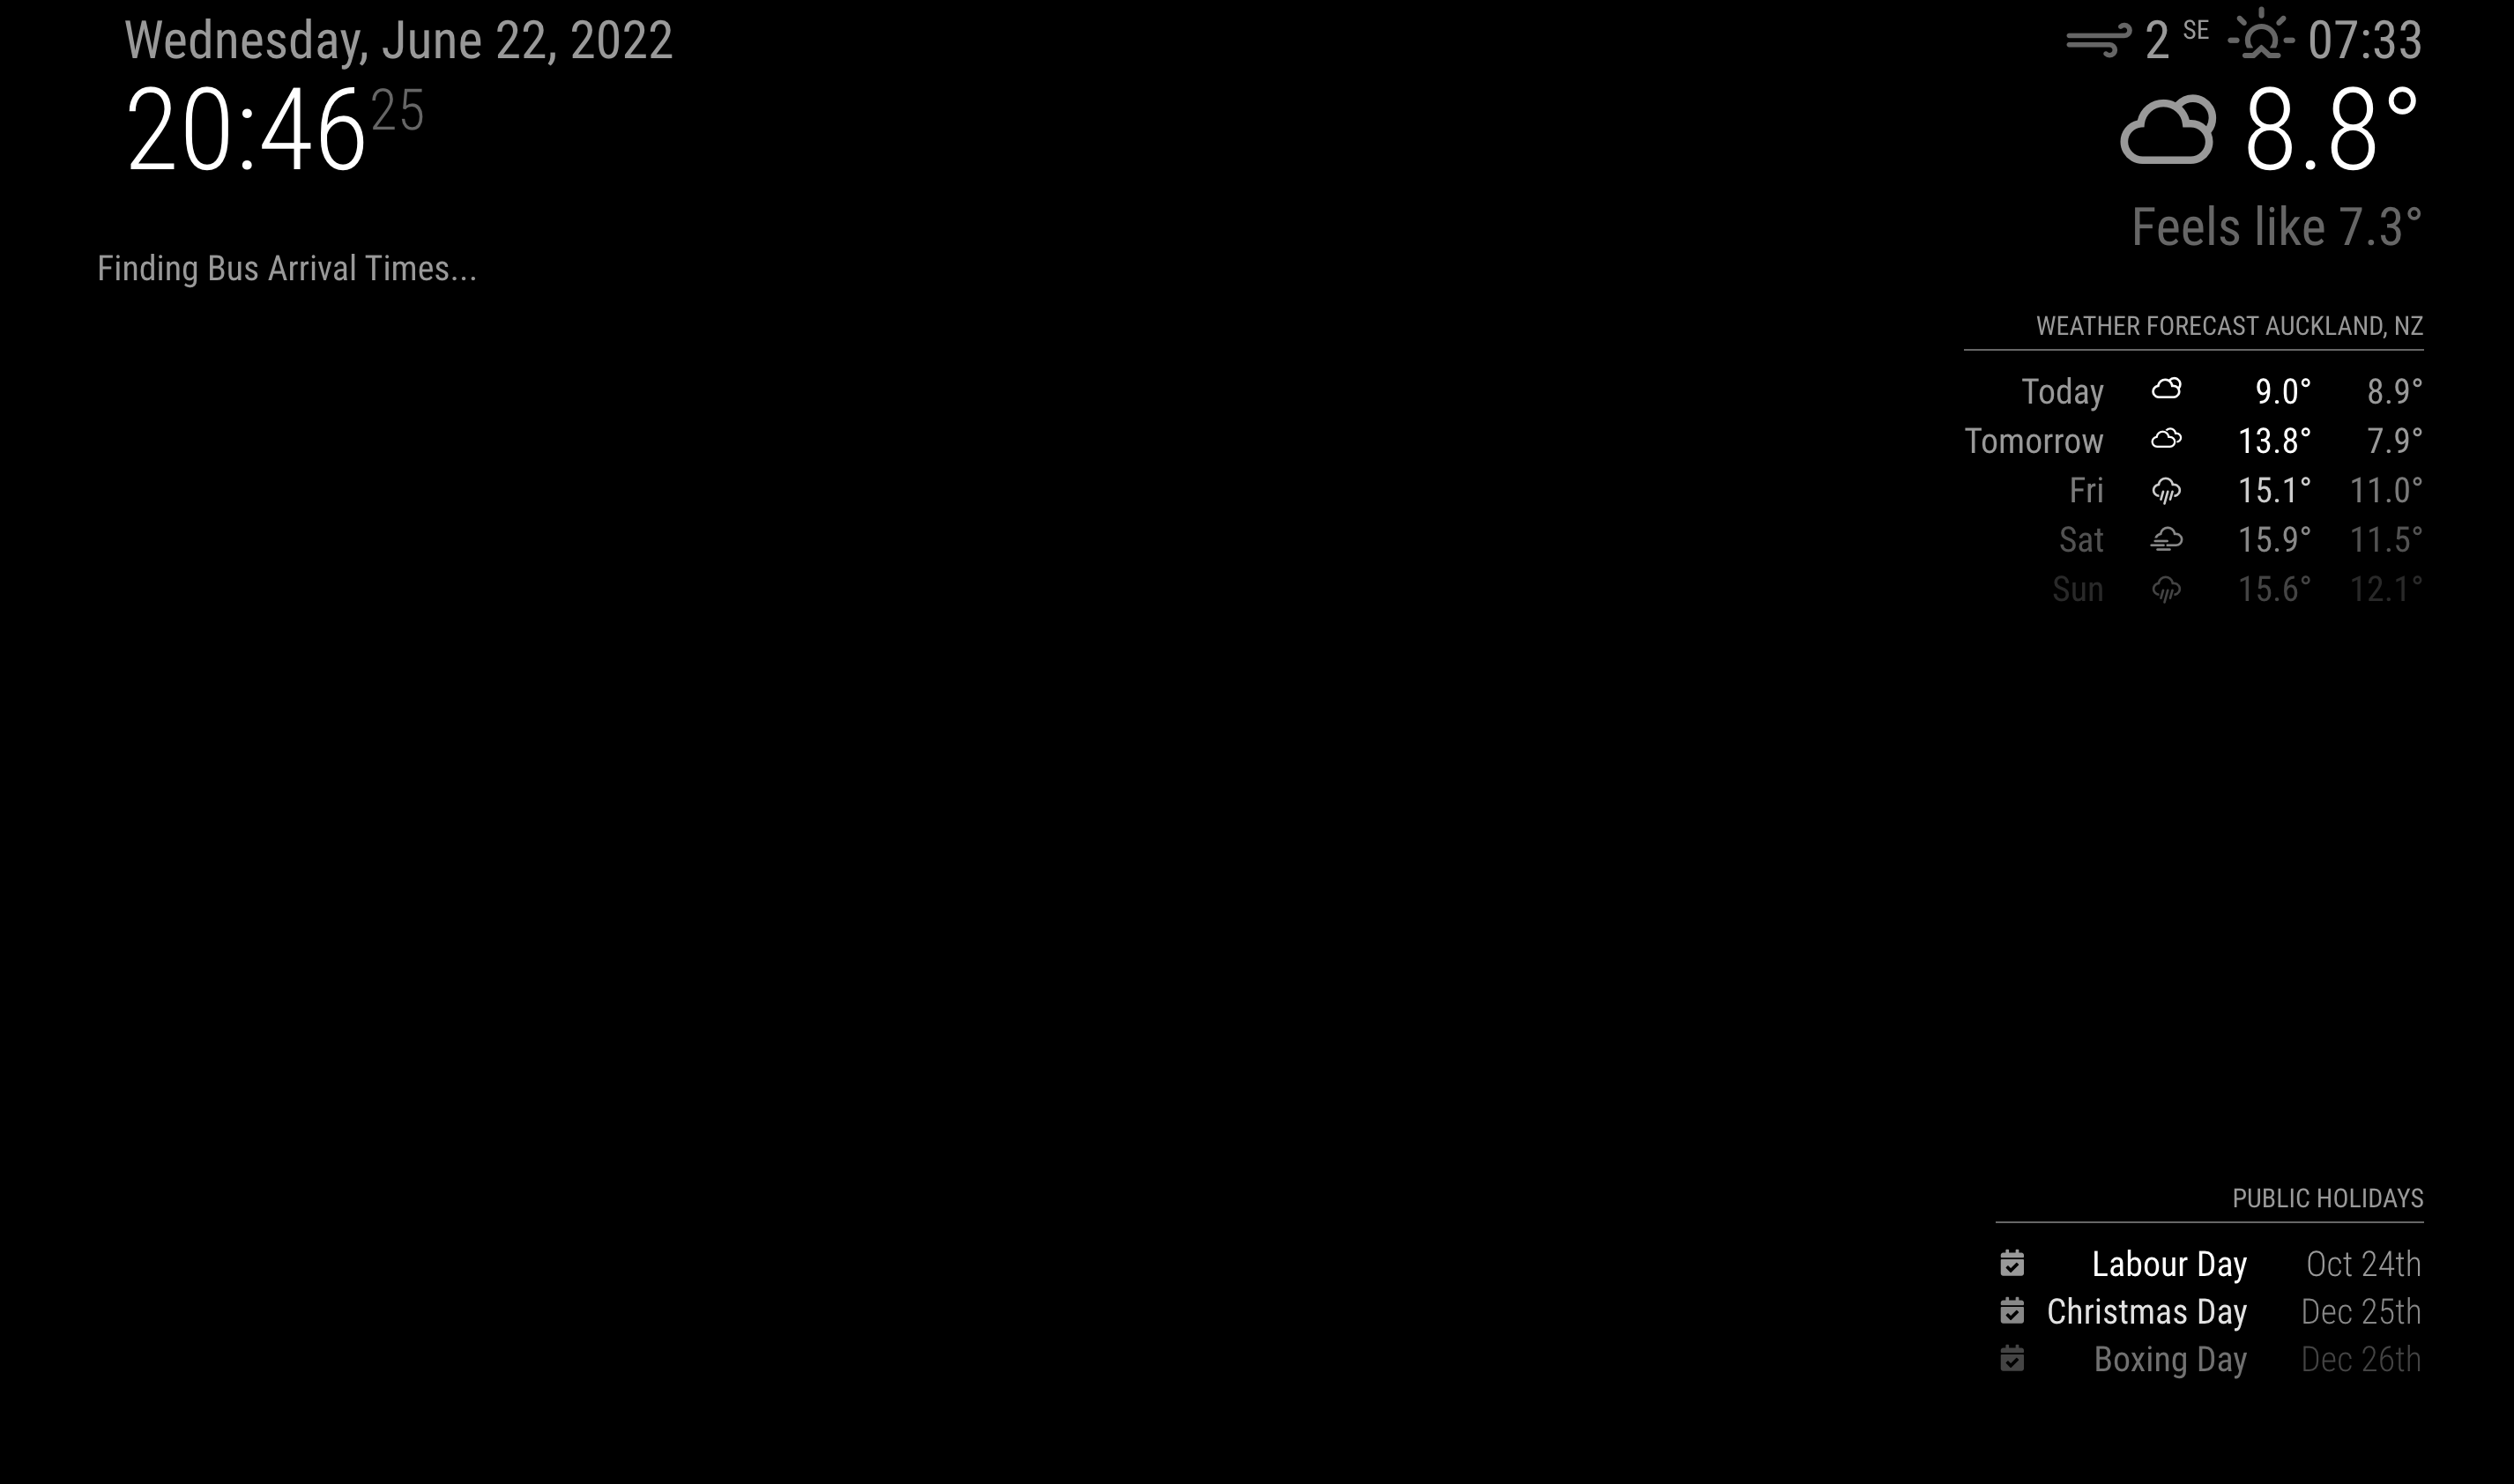 Wednesday, June 22, 2022
20:46 25
Finding Bus Arrival Times...
2 SE 07:33
8.8°
Feels like 7.3°
WEATHER FORECAST AUCKLAND, NZ
Today 9.0° 8.9°
Tomorrow 13.8° 7.9°
Fri 15.1° 11.0°
Sat 15.9° 11.5°
Sun 15.6° 12.1°
PUBLIC HOLIDAYS
Labour Day Oct 24th
Christmas Day Dec 25th
Boxing Day Dec 26th